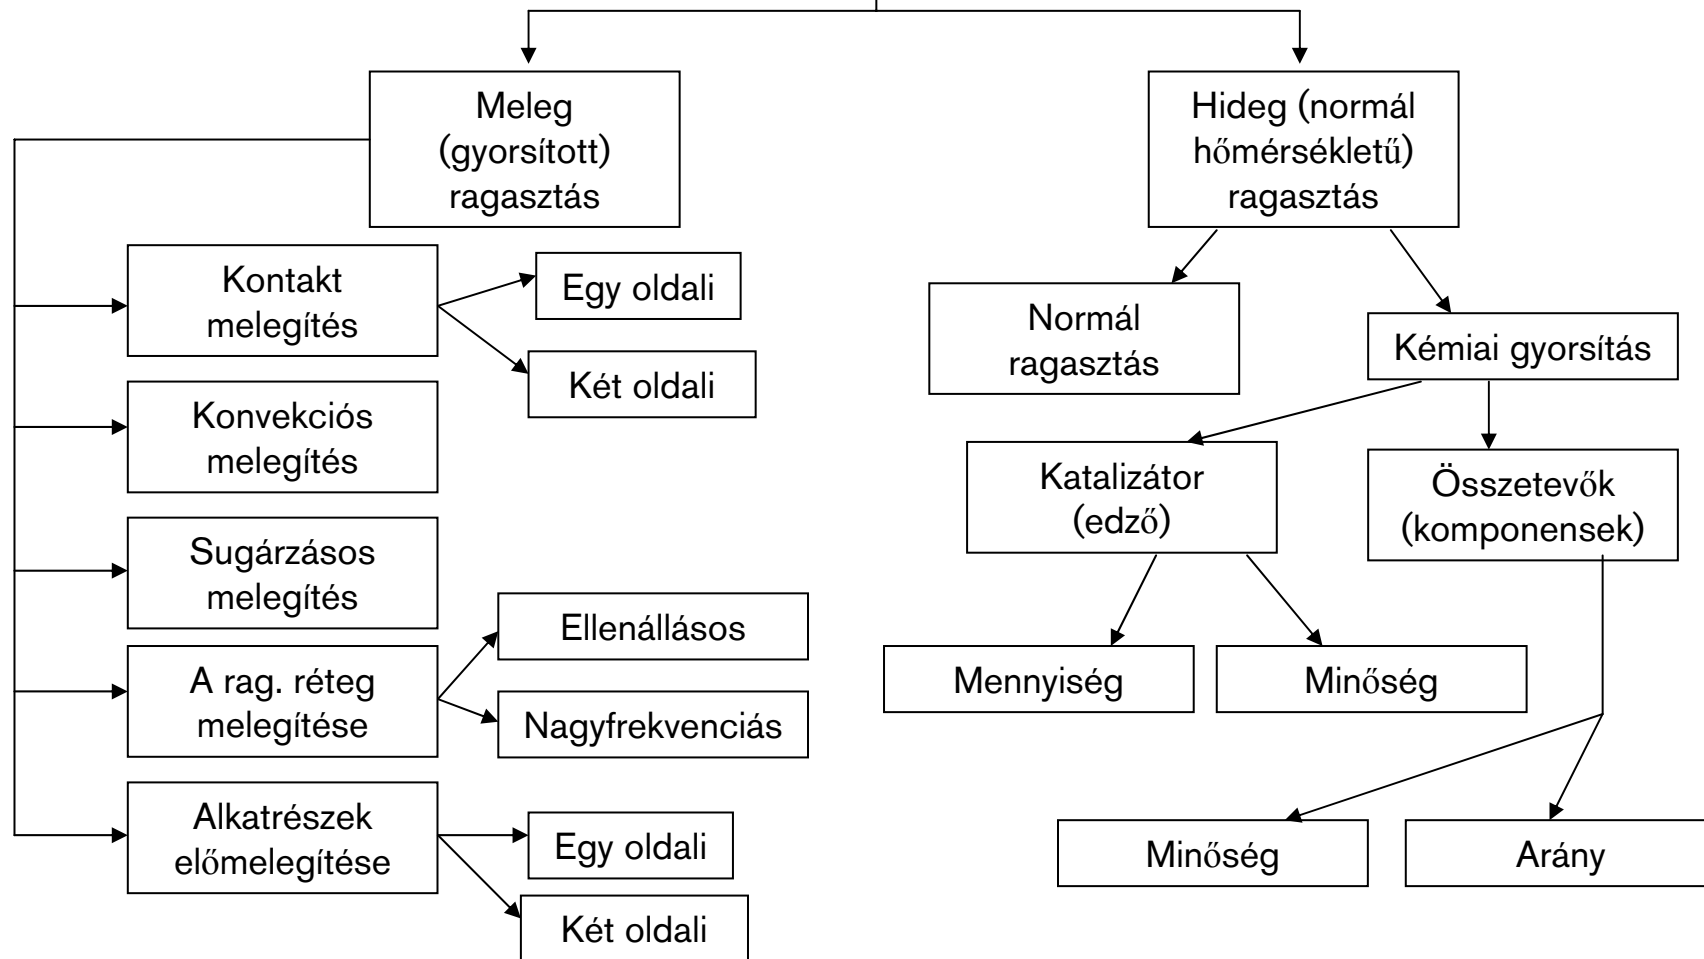 Meleg
(gyorsított)
ragasztás
Hideg (normál
hőmérsékletű)
ragasztás
Kontakt
melegítés
Egy oldali
Két oldali
Konvekciós
melegítés
Sugárzásos
melegítés
A rag. réteg
melegítése
Ellenállásos
Nagyfrekvenciás
Alkatrészek
előmelegítése
Egy oldali
Két oldali
Normál
ragasztás
Kémiai gyorsítás
Katalizátor
(edző)
Összetevők
(komponensek)
Mennyiség
Minőség
Minőség
Arány